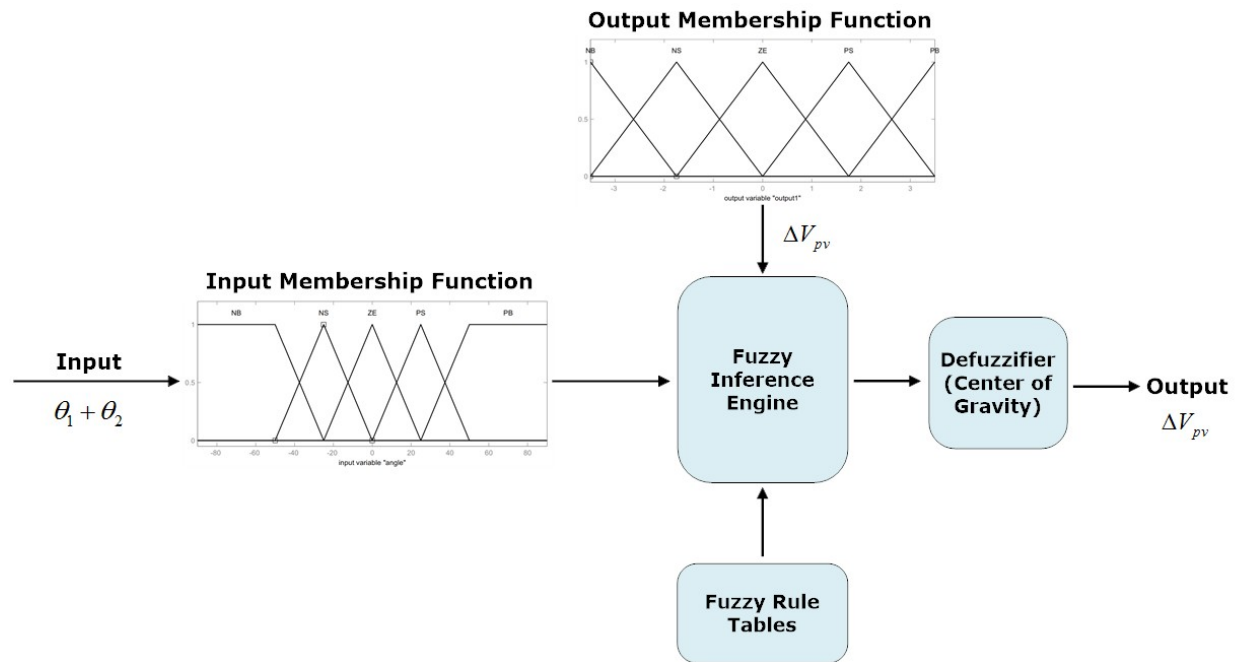 Output Membership Function
NB NS ZE PS PB
1
0.5
0
-3 -2 -1 0 1 2 3
output variable "output1"
ΔV_pv
Input Membership Function
NB NS ZE PS PB
1
0.5
0
-80 -60 -40 -20 0 20 40 60 80
input variable "angle"
Input
θ₁ + θ₂
Fuzzy
Inference
Engine
Defuzzifier
(Center of
Gravity)
Output
ΔV_pv
Fuzzy Rule
Tables